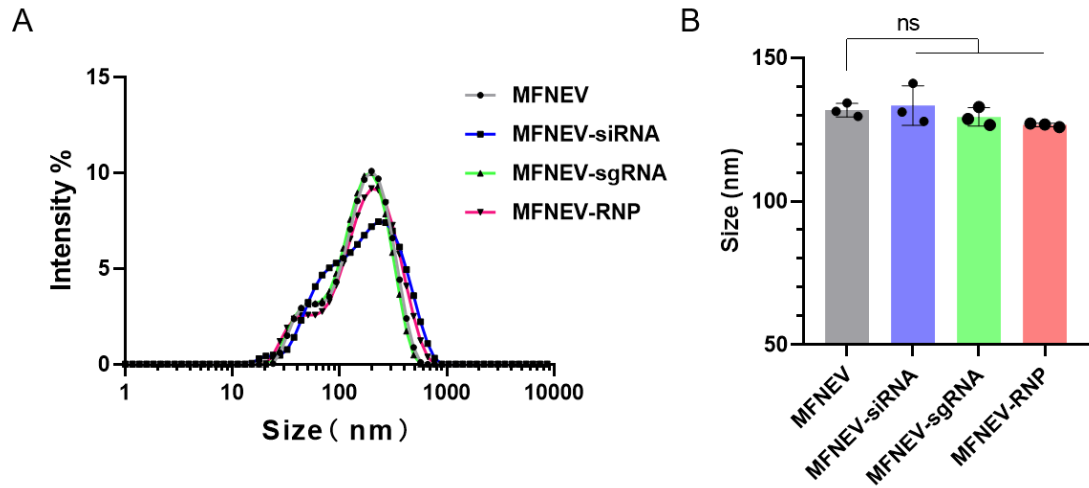 A
15
10
5
0
Intensity %
1
10
100
1000
10000
Size ( nm )
MFNEV
MFNEV-siRNA
MFNEV-sgRNA
MFNEV-RNP
B
ns
150
100
50
Size (nm)
MFNEV
MFNEV-siRNA
MFNEV-sgRNA
MFNEV-RNP